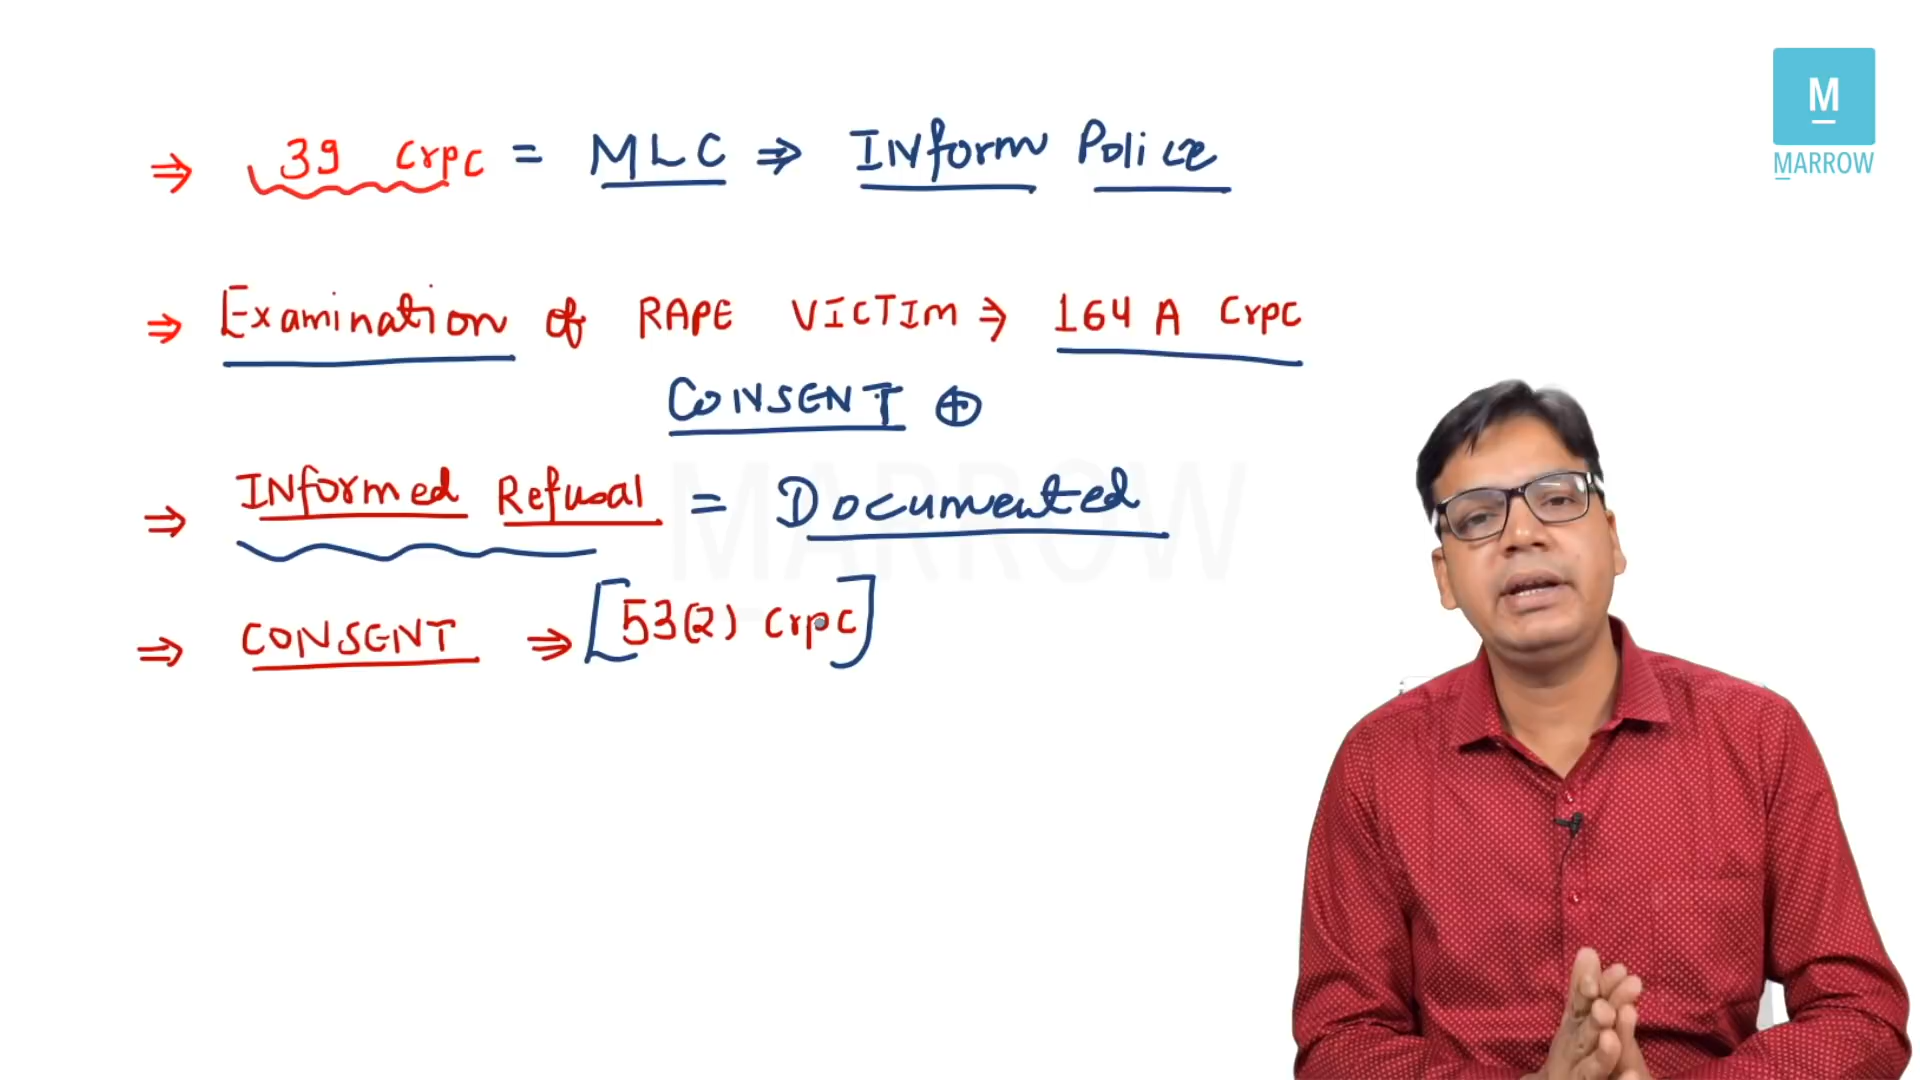 M
MARROW
⇒ 39 Crpc = MLC ⇒ INform Police
⇒ Examination of RAPE VICTIM ⇒ 164 A Crpc
CONSENT ⊕
⇒ INformed Refusal = Documented
MARROW
⇒ CONSENT ⇒ [53(2) Crpc]